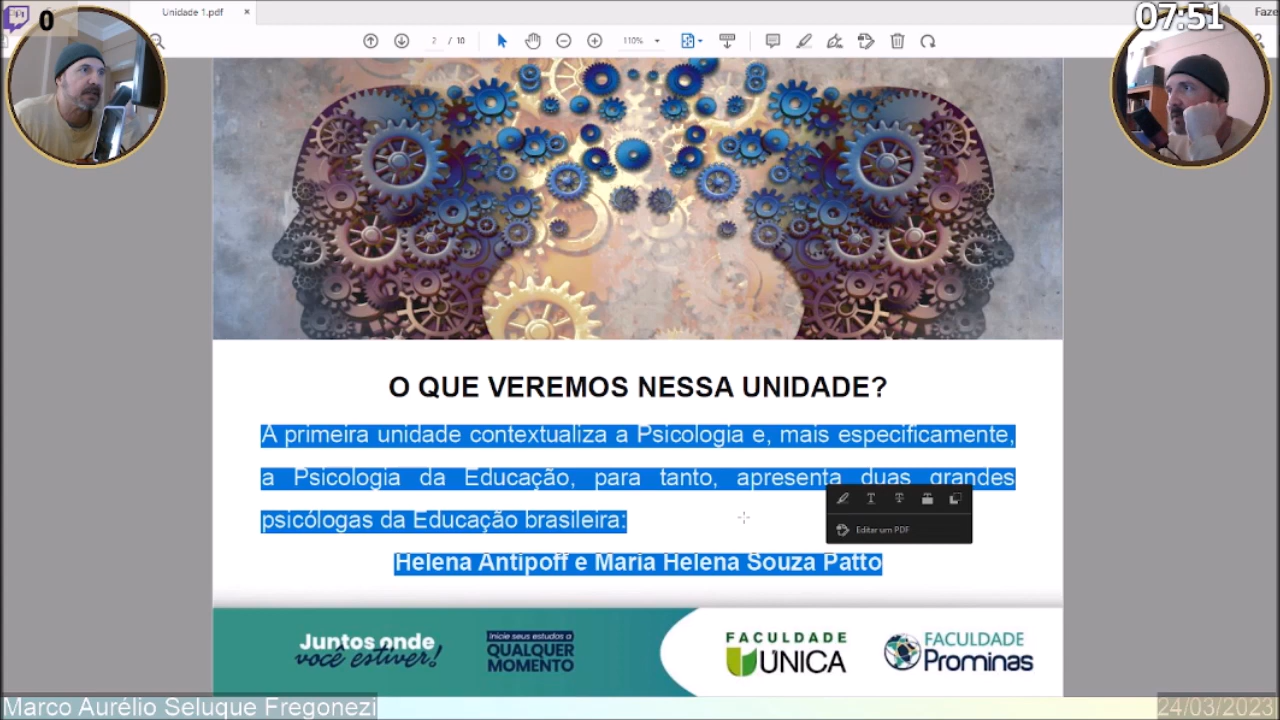 0
Unidade 1.pdf
07:51
Faze
2 / 10
110%
O QUE VEREMOS NESSA UNIDADE?
A primeira unidade contextualiza a Psicologia e, mais especificamente,
a Psicologia da Educação, para tanto, apresenta duas grandes
psicólogas da Educação brasileira:
Editar um PDF
Helena Antipoff e Maria Helena Souza Patto
Juntos onde
você estiver!
Inicie seus estudos a
QUALQUER
MOMENTO
FACULDADE
ÚNICA
FACULDADE
Prominas
Marco Aurélio Seluque Fregonezi
24/03/2023